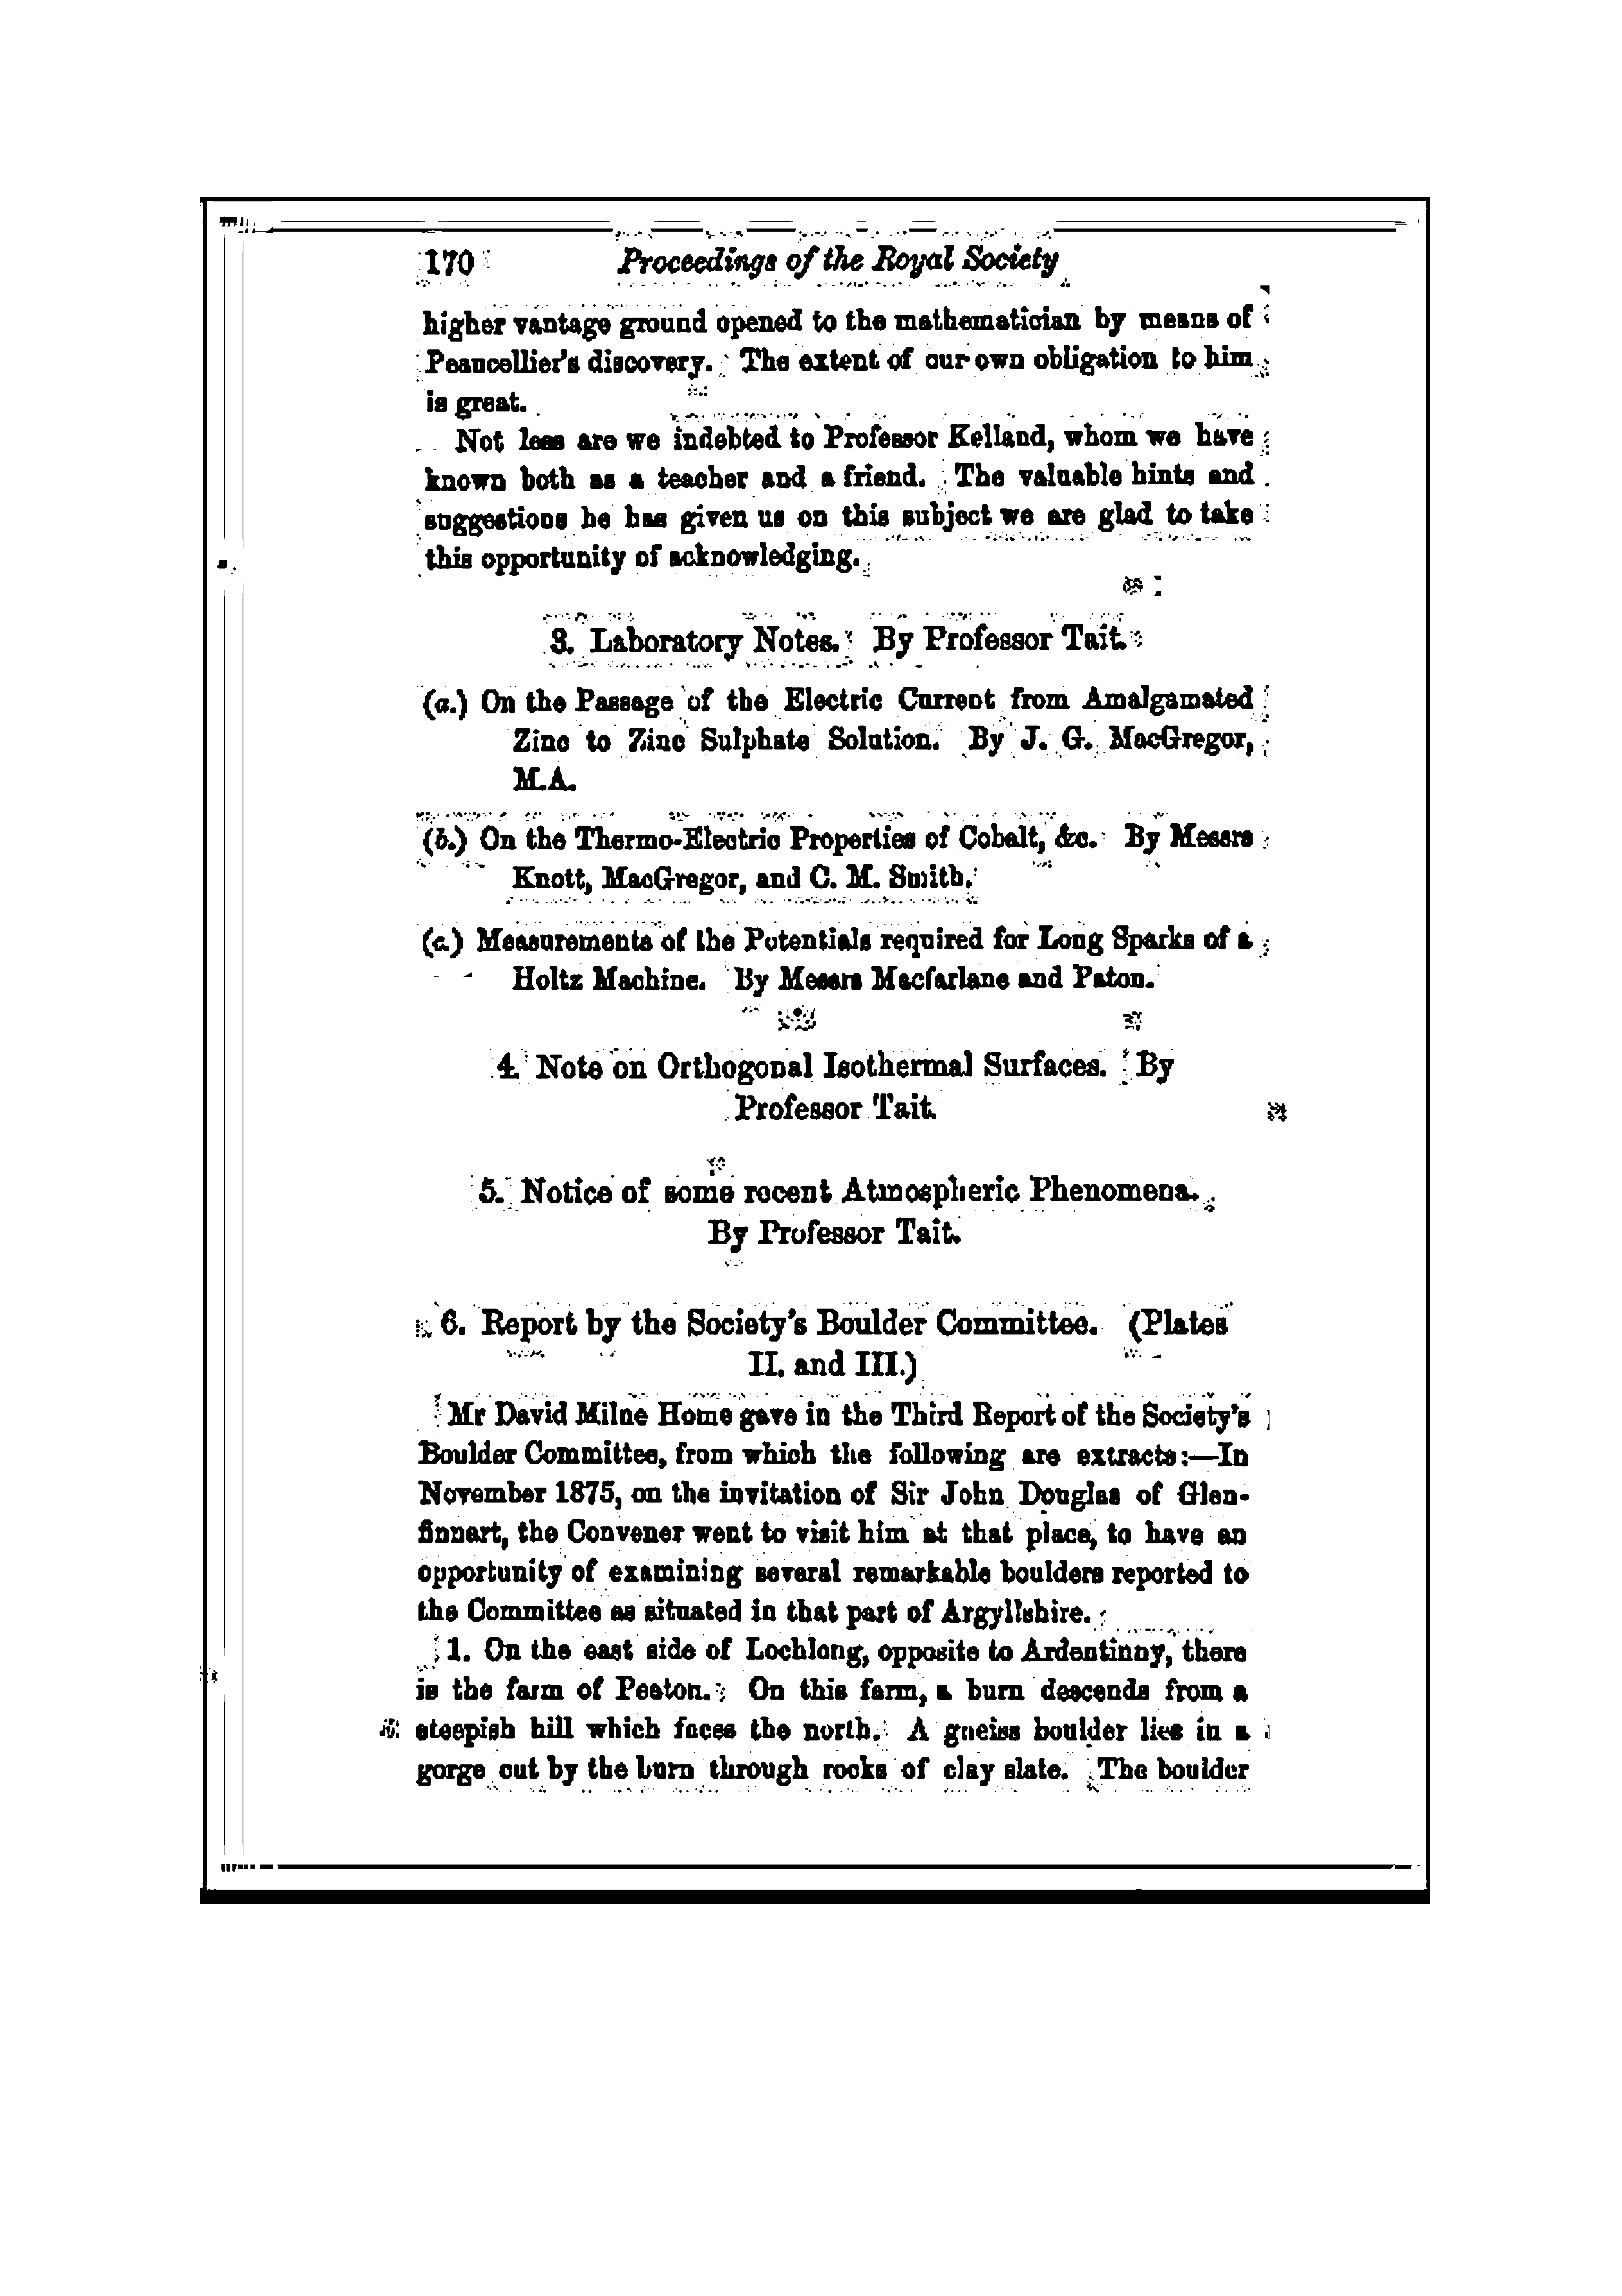 170 Proceedings of the Royal Society
higher vantage ground opened to the mathematician by means of
Peaucellier's discovery. The extent of our own obligation to him
is great.
Not less are we indebted to Professor Kelland, whom we have
known both as a teacher and a friend. The valuable hints and
suggestions he has given us on this subject we are glad to take
this opportunity of acknowledging.
3. Laboratory Notes. By Professor Tait.
(a.) On the Passage of the Electric Current from Amalgamated
Zinc to Zinc Sulphate Solution. By J. G. MacGregor,
M.A.
(b.) On the Thermo-Electric Properties of Cobalt, &c. By Messrs
Knott, MacGregor, and C. M. Smith.
(c.) Measurements of the Potentials required for Long Sparks of a
Holtz Machine. By Messrs Macfarlane and Paton.
4. Note on Orthogonal Isothermal Surfaces. By
Professor Tait.
5. Notice of some recent Atmospheric Phenomena.
By Professor Tait.
6. Report by the Society's Boulder Committee. (Plates
II. and III.)
Mr David Milne Home gave in the Third Report of the Society's
Boulder Committee, from which the following are extracts:—In
November 1875, on the invitation of Sir John Douglas of Glen-
finnart, the Convener went to visit him at that place, to have an
opportunity of examining several remarkable boulders reported to
the Committee as situated in that part of Argyllshire.
1. On the east side of Lochlong, opposite to Ardentinny, there
is the farm of Peaton. On this farm, a burn descends from a
steepish hill which faces the north. A gneiss boulder lies in a
gorge cut by the burn through rocks of clay slate. The boulder